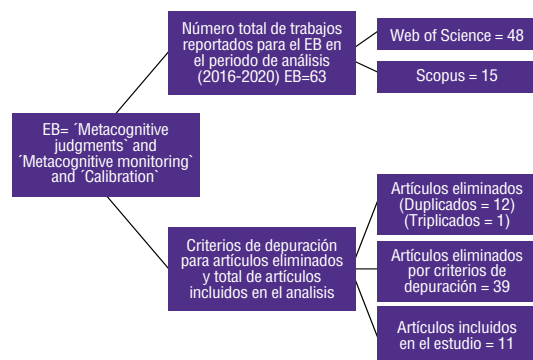 EB= ´Metacognitive
judgments` and
´Metacognitive monitoring`
and ´Calibration`
Número total de trabajos
reportados para el EB en
el periodo de análisis
(2016-2020) EB=63
Web of Science = 48
Scopus = 15
Criterios de depuración
para artículos eliminados
y total de artículos
incluidos en el analisis
Artículos eliminados
(Duplicados = 12)
(Triplicados = 1)
Artículos eliminados
por criterios de
depuración = 39
Artículos incluidos
en el estudio = 11